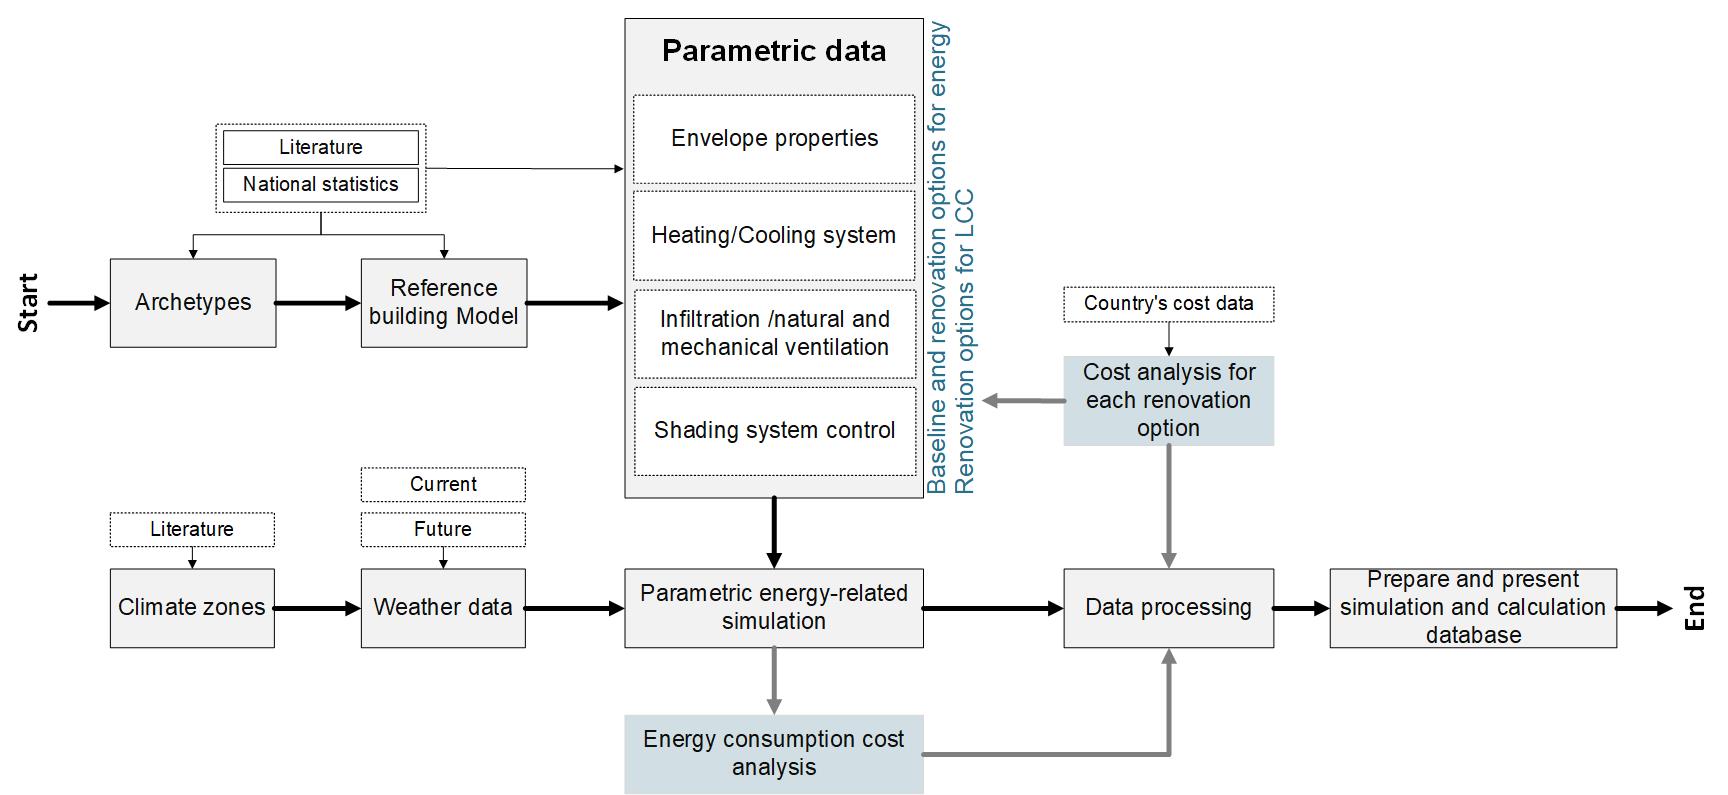 Parametric data
Envelope properties
Heating/Cooling system
Infiltration /natural and
mechanical ventilation
Shading system control
Baseline and renovation options for energy
Renovation options for LCC
Literature
National statistics
Start
Archetypes
Reference
building Model
Country's cost data
Cost analysis for
each renovation
option
Current
Literature
Future
Climate zones
Weather data
Parametric energy-related
simulation
Data processing
Prepare and present
simulation and calculation
database
End
Energy consumption cost
analysis